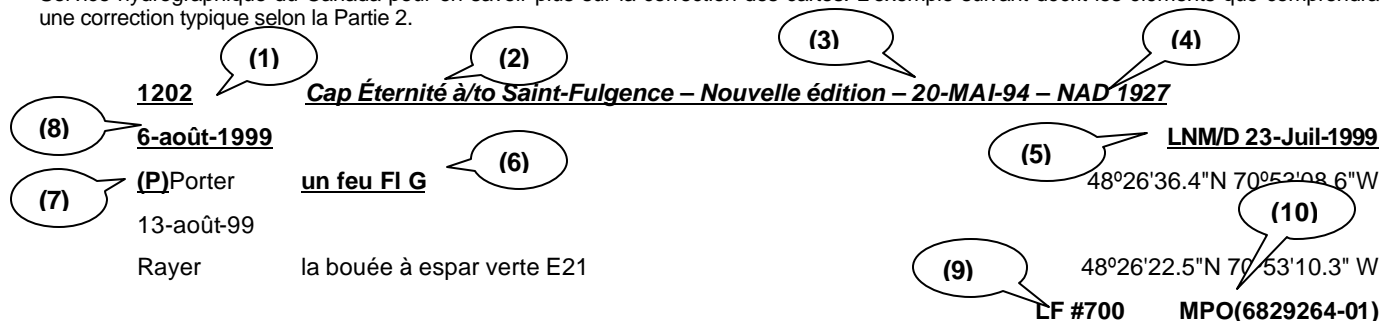 une correction typique selon la Partie 2.
(1) (2) (3) (4)
1202 Cap Éternité à/to Saint-Fulgence – Nouvelle édition – 20-MAI-94 – NAD 1927
(8) 6-août-1999 (5) LNM/D 23-Juil-1999
(7) (P)Porter un feu Fl G (6) 48º26'36.4"N 70º53'08.6"W
13-août-99 (10)
Rayer la bouée à espar verte E21 (9) 48º26'22.5"N 70º53'10.3" W
LF #700 MPO(6829264-01)